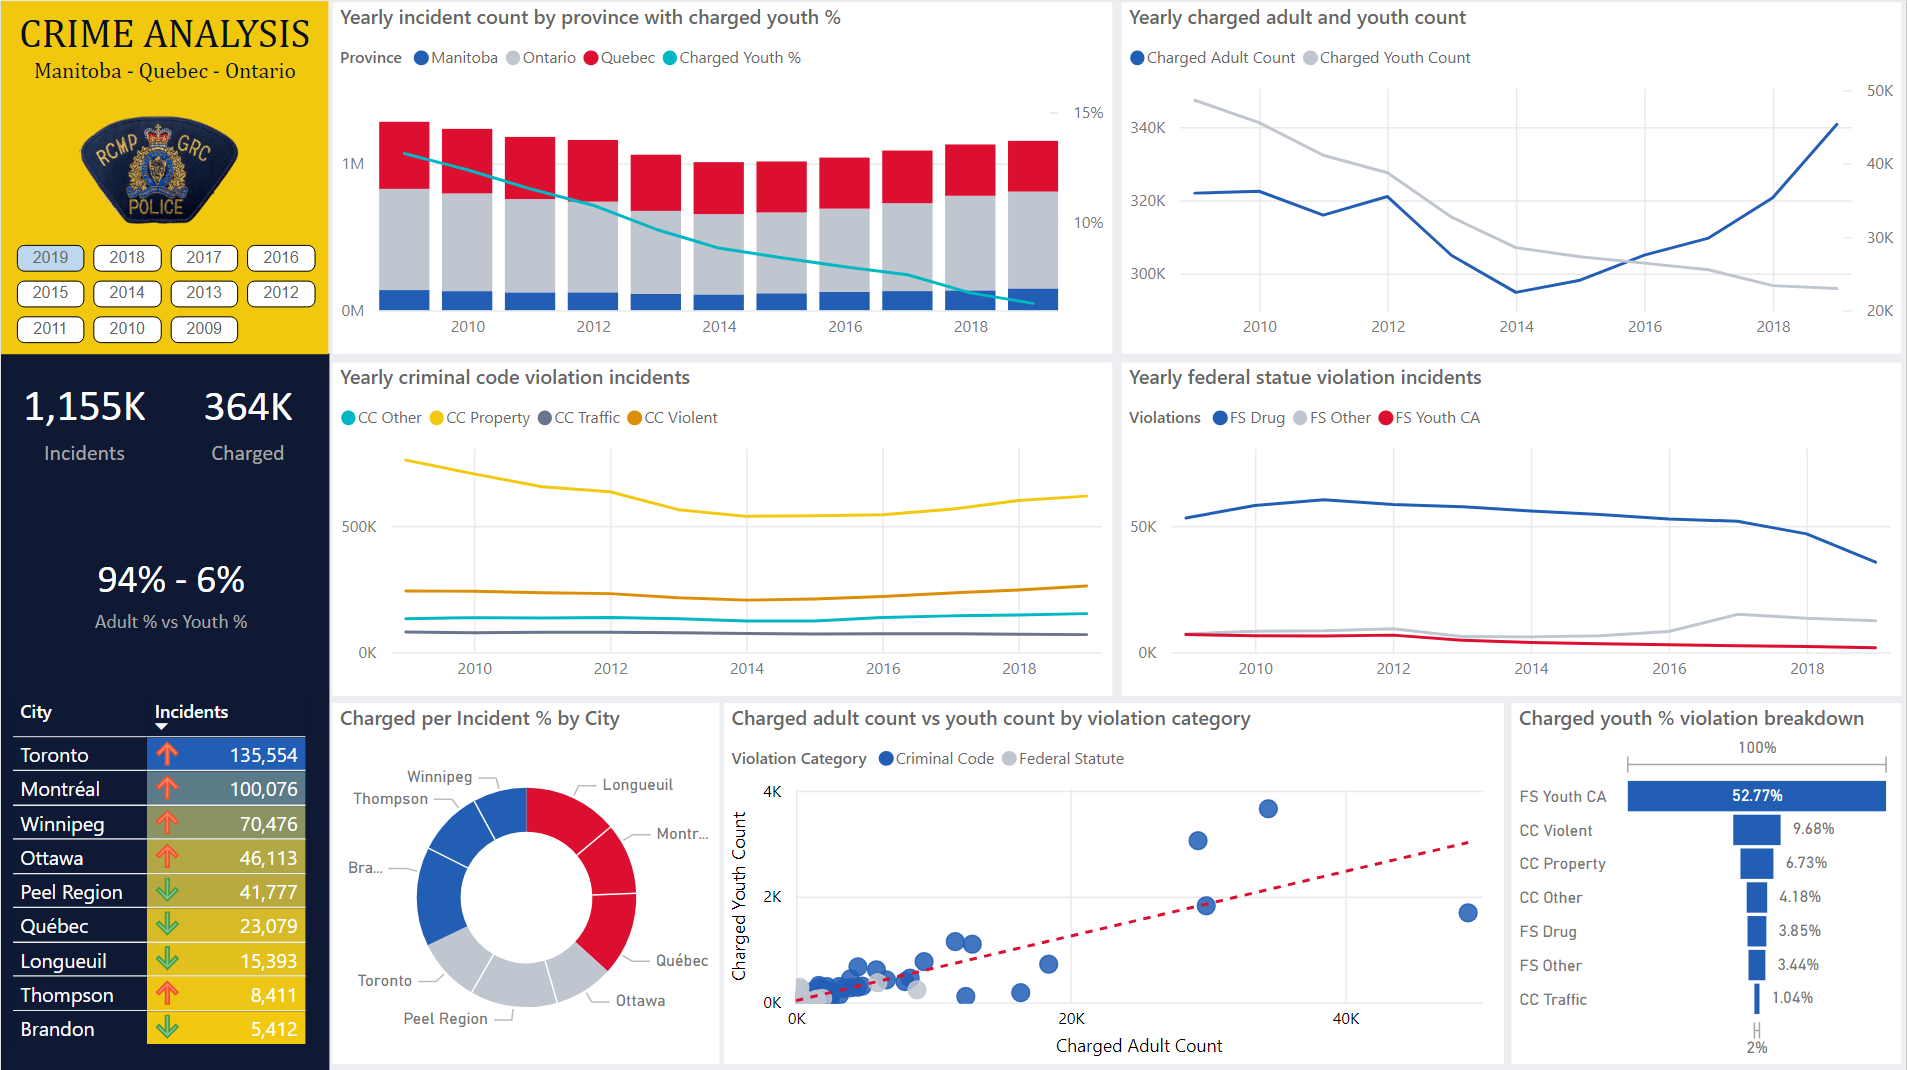 CRIME ANALYSIS
Manitoba - Quebec - Ontario
RCMP GRC
POLICE
2019 2018 2017 2016
2015 2014 2013 2012
2011 2010 2009
1,155K 364K
Incidents Charged
94% - 6%
Adult % vs Youth %
City Incidents
Toronto 135,554
Montréal 100,076
Winnipeg 70,476
Ottawa 46,113
Peel Region 41,777
Québec 23,079
Longueuil 15,393
Thompson 8,411
Brandon 5,412
Yearly incident count by province with charged youth %
Province Manitoba Ontario Quebec Charged Youth %
15%
1M
10%
0M
2010 2012 2014 2016 2018
Yearly charged adult and youth count
Charged Adult Count Charged Youth Count
50K
340K
40K
320K
30K
300K
20K
2010 2012 2014 2016 2018
Yearly criminal code violation incidents
CC Other CC Property CC Traffic CC Violent
500K
0K
2010 2012 2014 2016 2018
Yearly federal statue violation incidents
Violations FS Drug FS Other FS Youth CA
50K
0K
2010 2012 2014 2016 2018
Charged per Incident % by City
Winnipeg
Longueuil
Thompson
Montr...
Bra...
Québec
Toronto
Ottawa
Peel Region
Charged adult count vs youth count by violation category
Violation Category Criminal Code Federal Statute
Charged Youth Count
4K
2K
0K
0K 20K 40K
Charged Adult Count
Charged youth % violation breakdown
100%
FS Youth CA 52.77%
CC Violent 9.68%
CC Property 6.73%
CC Other 4.18%
FS Drug 3.85%
FS Other 3.44%
CC Traffic 1.04%
2%